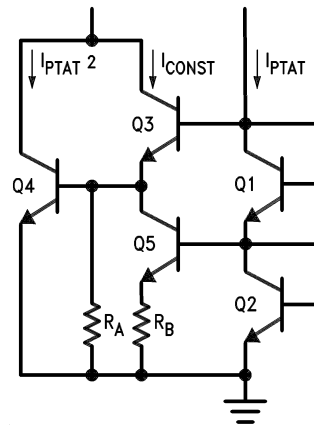 I_PTAT 2 I_CONST I_PTAT
Q3
Q4 Q1
Q5
Q2
R_A R_B